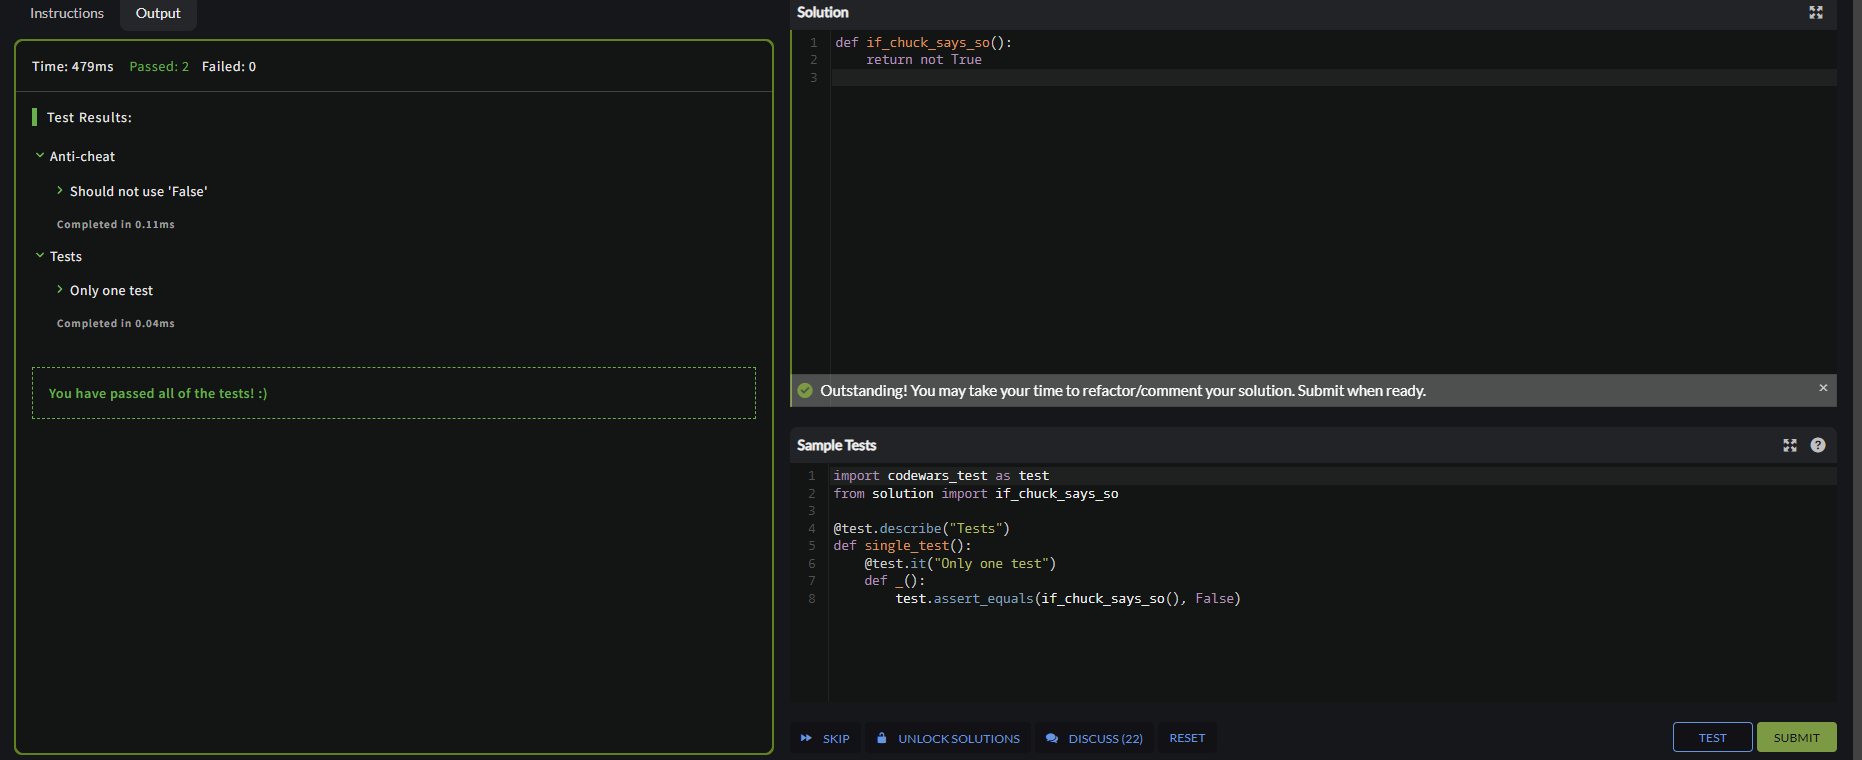 Instructions Output
Time: 479ms Passed: 2 Failed: 0
Test Results:
Anti-cheat
Should not use 'False'
Completed in 0.11ms
Tests
Only one test
Completed in 0.04ms
You have passed all of the tests! :)
Solution
1 def if_chuck_says_so():
2 return not True
3
Outstanding! You may take your time to refactor/comment your solution. Submit when ready.
Sample Tests
1 import codewars_test as test
2 from solution import if_chuck_says_so
3
4 @test.describe("Tests")
5 def single_test():
6 @test.it("Only one test")
7 def _():
8 test.assert_equals(if_chuck_says_so(), False)
SKIP UNLOCK SOLUTIONS DISCUSS (22) RESET TEST SUBMIT